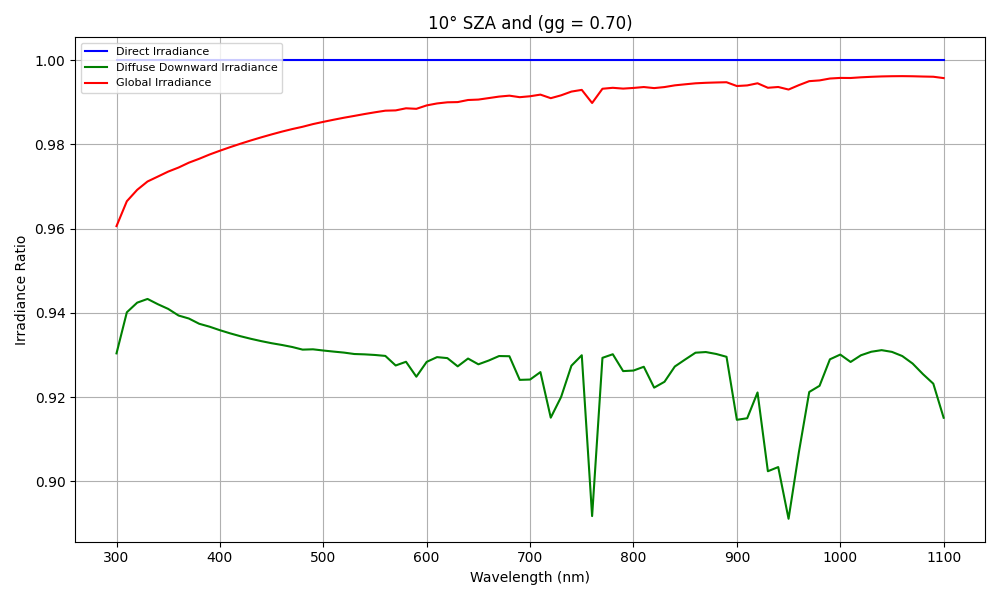 10° SZA and (gg = 0.70)
Direct Irradiance
Diffuse Downward Irradiance
Global Irradiance
Irradiance Ratio
1.00
0.98
0.96
0.94
0.92
0.90
300 400 500 600 700 800 900 1000 1100
Wavelength (nm)